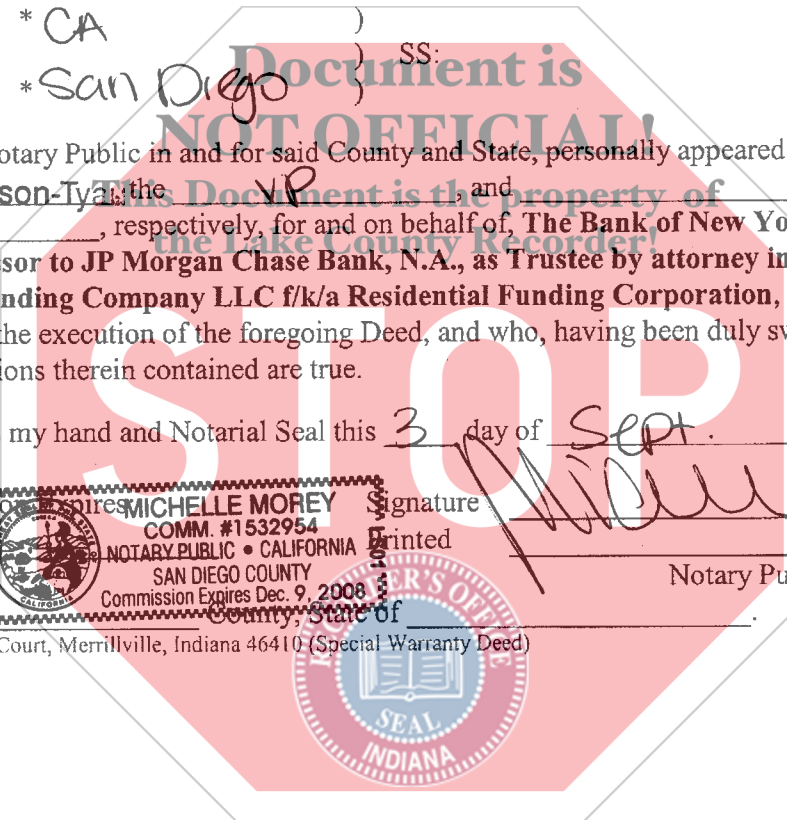 * CA )
Document is
* San Diego ) SS:
NOT OFFICIAL!
otary Public in and for said County and State, personally appeared
son-Tyau the VP, and
This Document is the property of
, respectively, for and on behalf of, The Bank of New Yo
the Lake County Recorder!
sor to JP Morgan Chase Bank, N.A., as Trustee by attorney in
nding Company LLC f/k/a Residential Funding Corporation,
the execution of the foregoing Deed, and who, having been duly sw
ions therein contained are true.
STOP
my hand and Notarial Seal this 3 day of Sept.
expires MICHELLE MOREY Signature
COMM. #1532954
NOTARY PUBLIC • CALIFORNIA Printed
SAN DIEGO COUNTY Notary Pu
Commission Expires Dec. 9, 2008
County, State of .
Court, Merrillville, Indiana 46410 (Special Warranty Deed)
RECORDER'S OFFICE
SEAL
INDIANA
CALIFORNIA